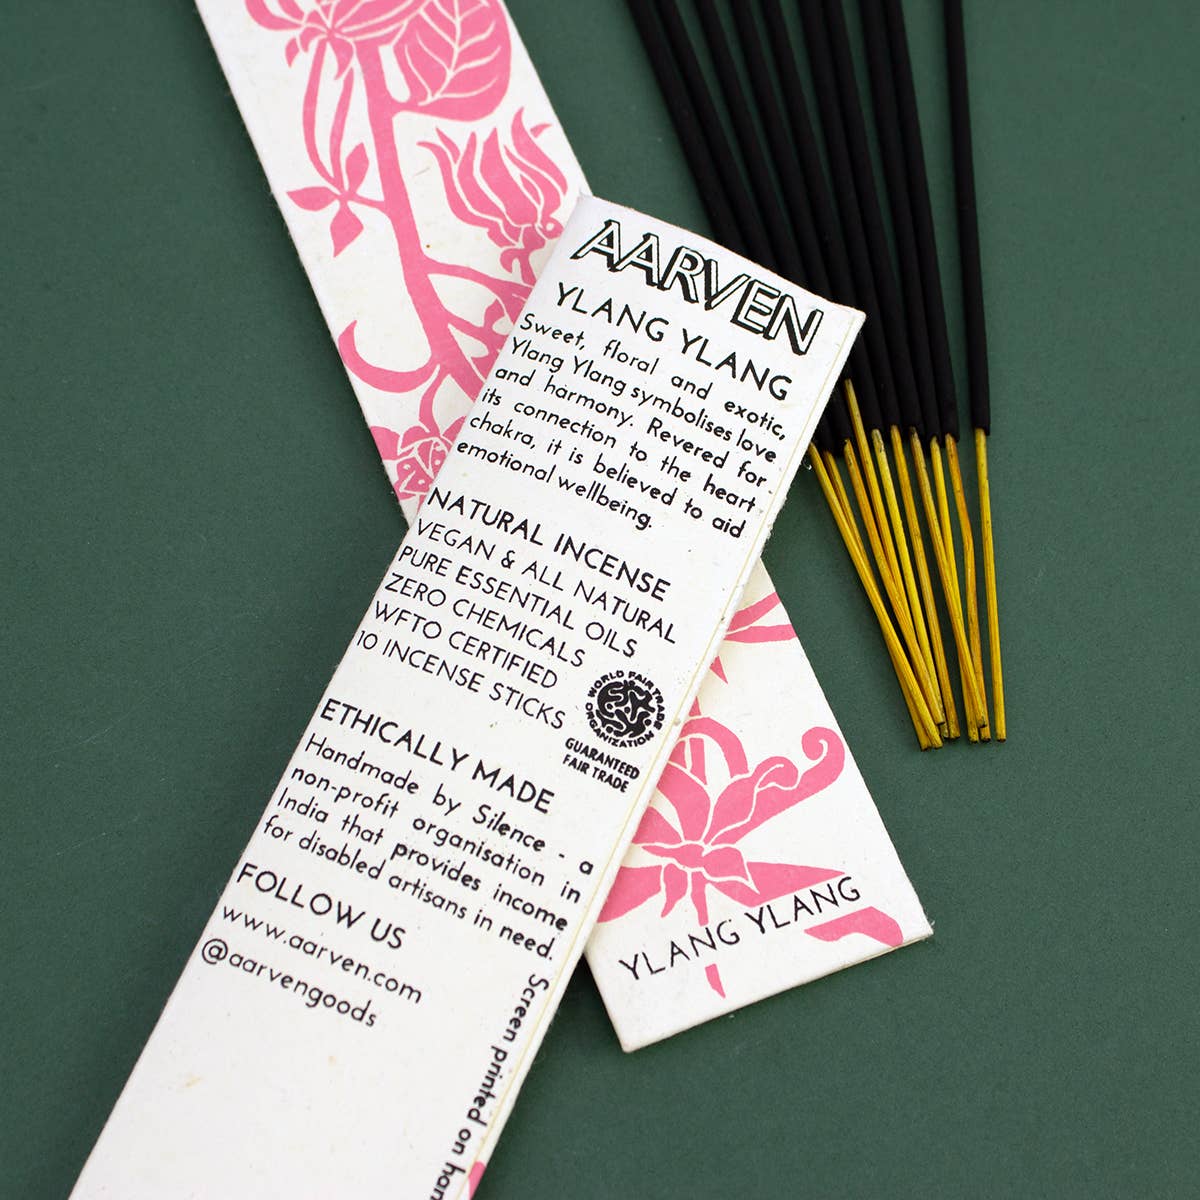 AARVEN
YLANG YLANG
Sweet, floral and exotic,
Ylang Ylang symbolises love
and harmony. Revered for
its connection to the heart
chakra, it is believed to aid
emotional wellbeing.
NATURAL INCENSE
VEGAN & ALL NATURAL
PURE ESSENTIAL OILS
ZERO CHEMICALS
WFTO CERTIFIED
10 INCENSE STICKS
WORLD FAIR TRADE
ORGANIZATION
GUARANTEED
FAIR TRADE
ETHICALLY MADE
Handmade by Silence - a
non-profit organisation in
India that provides income
for disabled artisans in need.
FOLLOW US
www.aarven.com
@aarvengoods
Screen printed on
YLANG YLANG